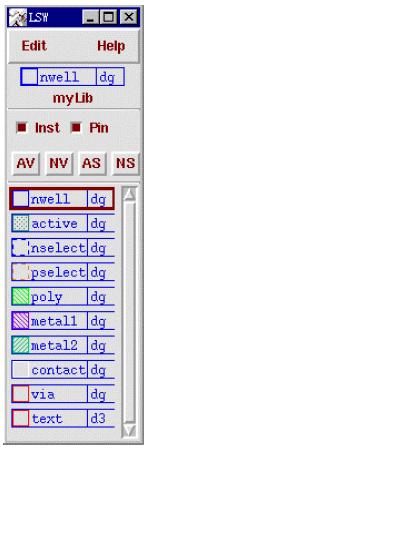 LSW
Edit Help
nwell dg
myLib
Inst Pin
AV NV AS NS
nwell dg
active dg
nselect dg
pselect dg
poly dg
metal1 dg
metal2 dg
contact dg
via dg
text d3